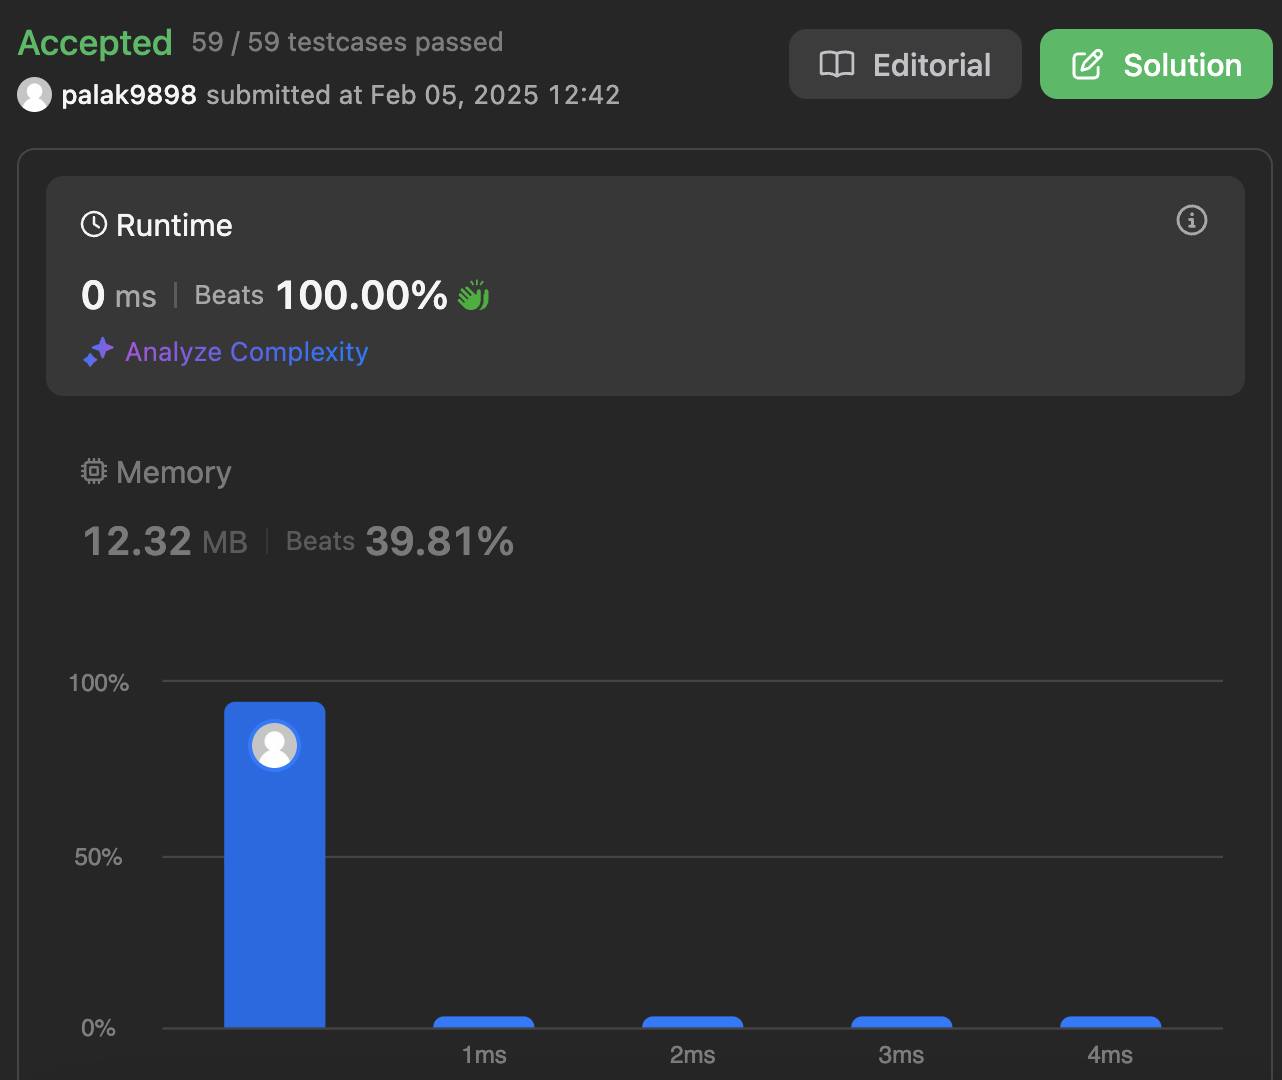 Accepted 59 / 59 testcases passed
palak9898 submitted at Feb 05, 2025 12:42
Editorial
Solution
Runtime
0 ms | Beats 100.00%
Analyze Complexity
Memory
12.32 MB | Beats 39.81%
100%
50%
0%
1ms 2ms 3ms 4ms